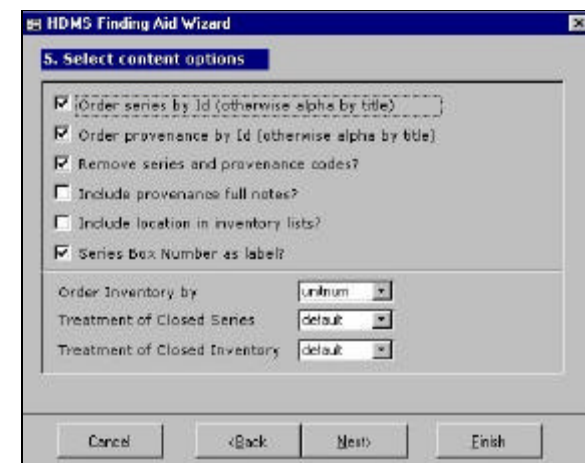 HDMS Finding Aid Wizard
5. Select content options
Order series by Id (otherwise alpha by title)
Order provenance by Id (otherwise alpha by title)
Remove series and provenance codes?
Include provenance full notes?
Include location in inventory lists?
Series Box Number as label?
Order Inventory by unitnum
Treatment of Closed Series default
Treatment of Closed Inventory default
Cancel <Back Next> Finish